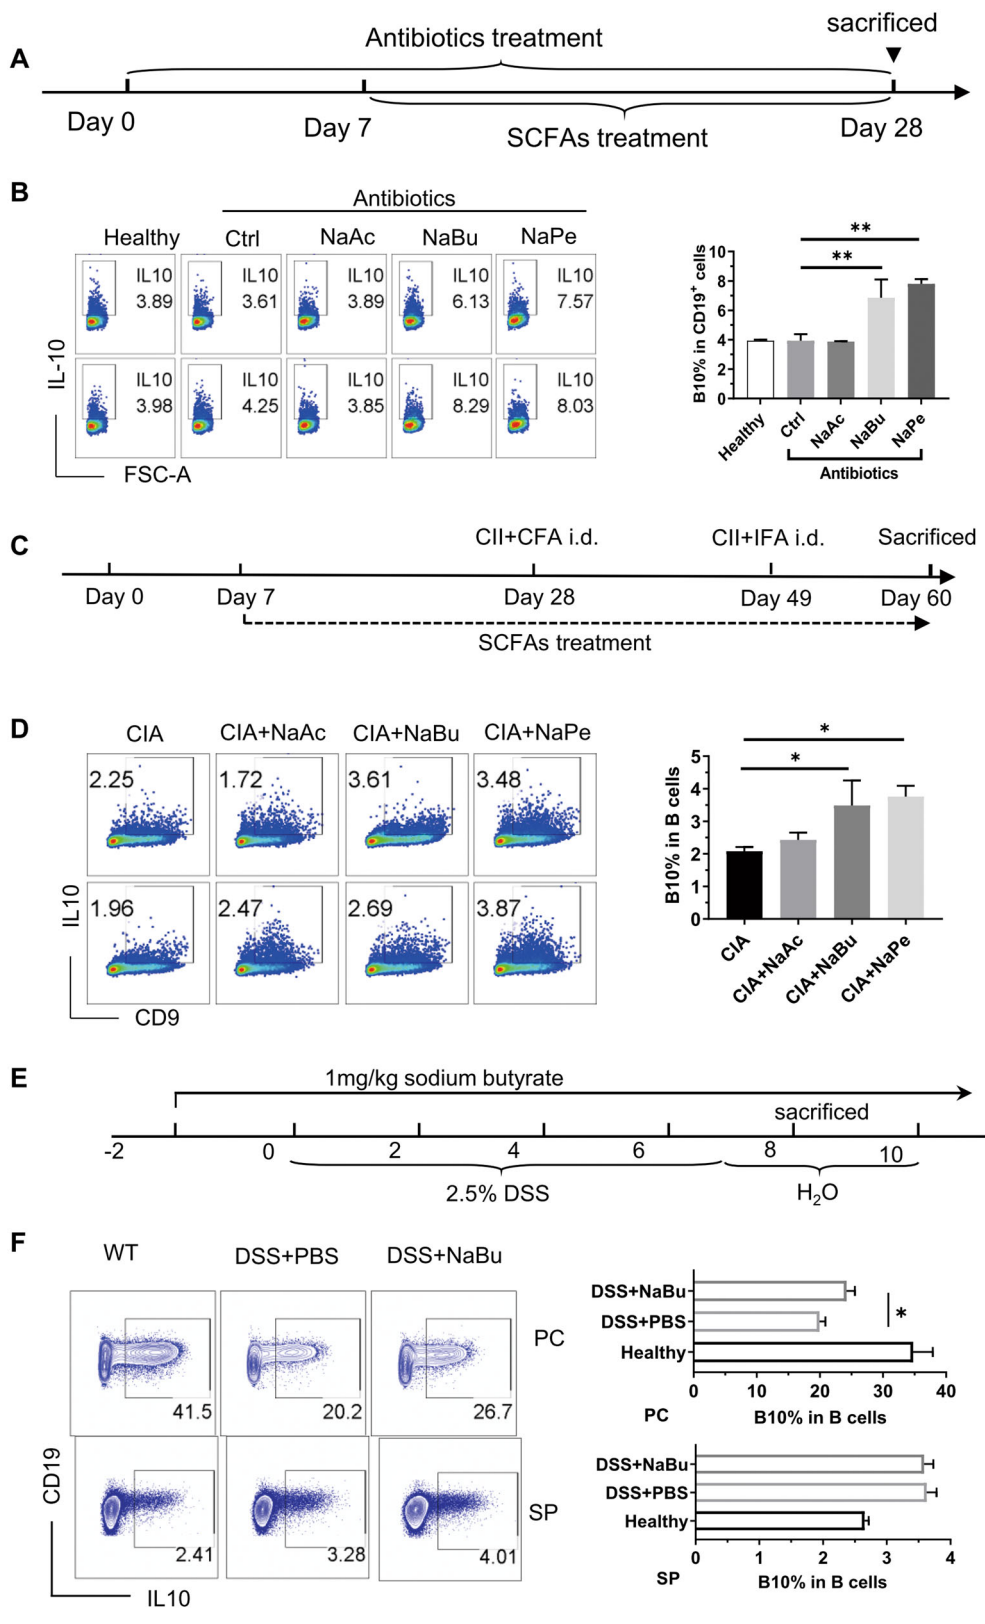 A
Antibiotics treatment
sacrificed
Day 0
Day 7
SCFAs treatment
Day 28
B
Antibiotics
Healthy
Ctrl
NaAc
NaBu
NaPe
IL10
3.89
IL10
3.61
IL10
3.89
IL10
6.13
IL10
7.57
IL10
3.98
IL10
4.25
IL10
3.85
IL10
8.29
IL10
8.03
IL-10
FSC-A
**
**
B10% in CD19+ cells
10
8
6
4
2
0
Healthy
Ctrl
NaAc
NaBu
NaPe
Antibiotics
C
CII+CFA i.d.
CII+IFA i.d.
Sacrificed
Day 0
Day 7
Day 28
Day 49
Day 60
SCFAs treatment
D
CIA
CIA+NaAc
CIA+NaBu
CIA+NaPe
2.25
1.72
3.61
3.48
1.96
2.47
2.69
3.87
IL10
CD9
*
*
B10% in B cells
5
4
3
2
1
0
CIA
CIA+NaAc
CIA+NaBu
CIA+NaPe
E
1mg/kg sodium butyrate
sacrificed
-2
0
2
4
6
8
10
2.5% DSS
H2O
F
WT
DSS+PBS
DSS+NaBu
41.5
20.2
26.7
PC
2.41
3.28
4.01
SP
CD19
IL10
DSS+NaBu
DSS+PBS
Healthy
*
0
10
20
30
40
PC
B10% in B cells
DSS+NaBu
DSS+PBS
Healthy
0
1
2
3
4
SP
B10% in B cells